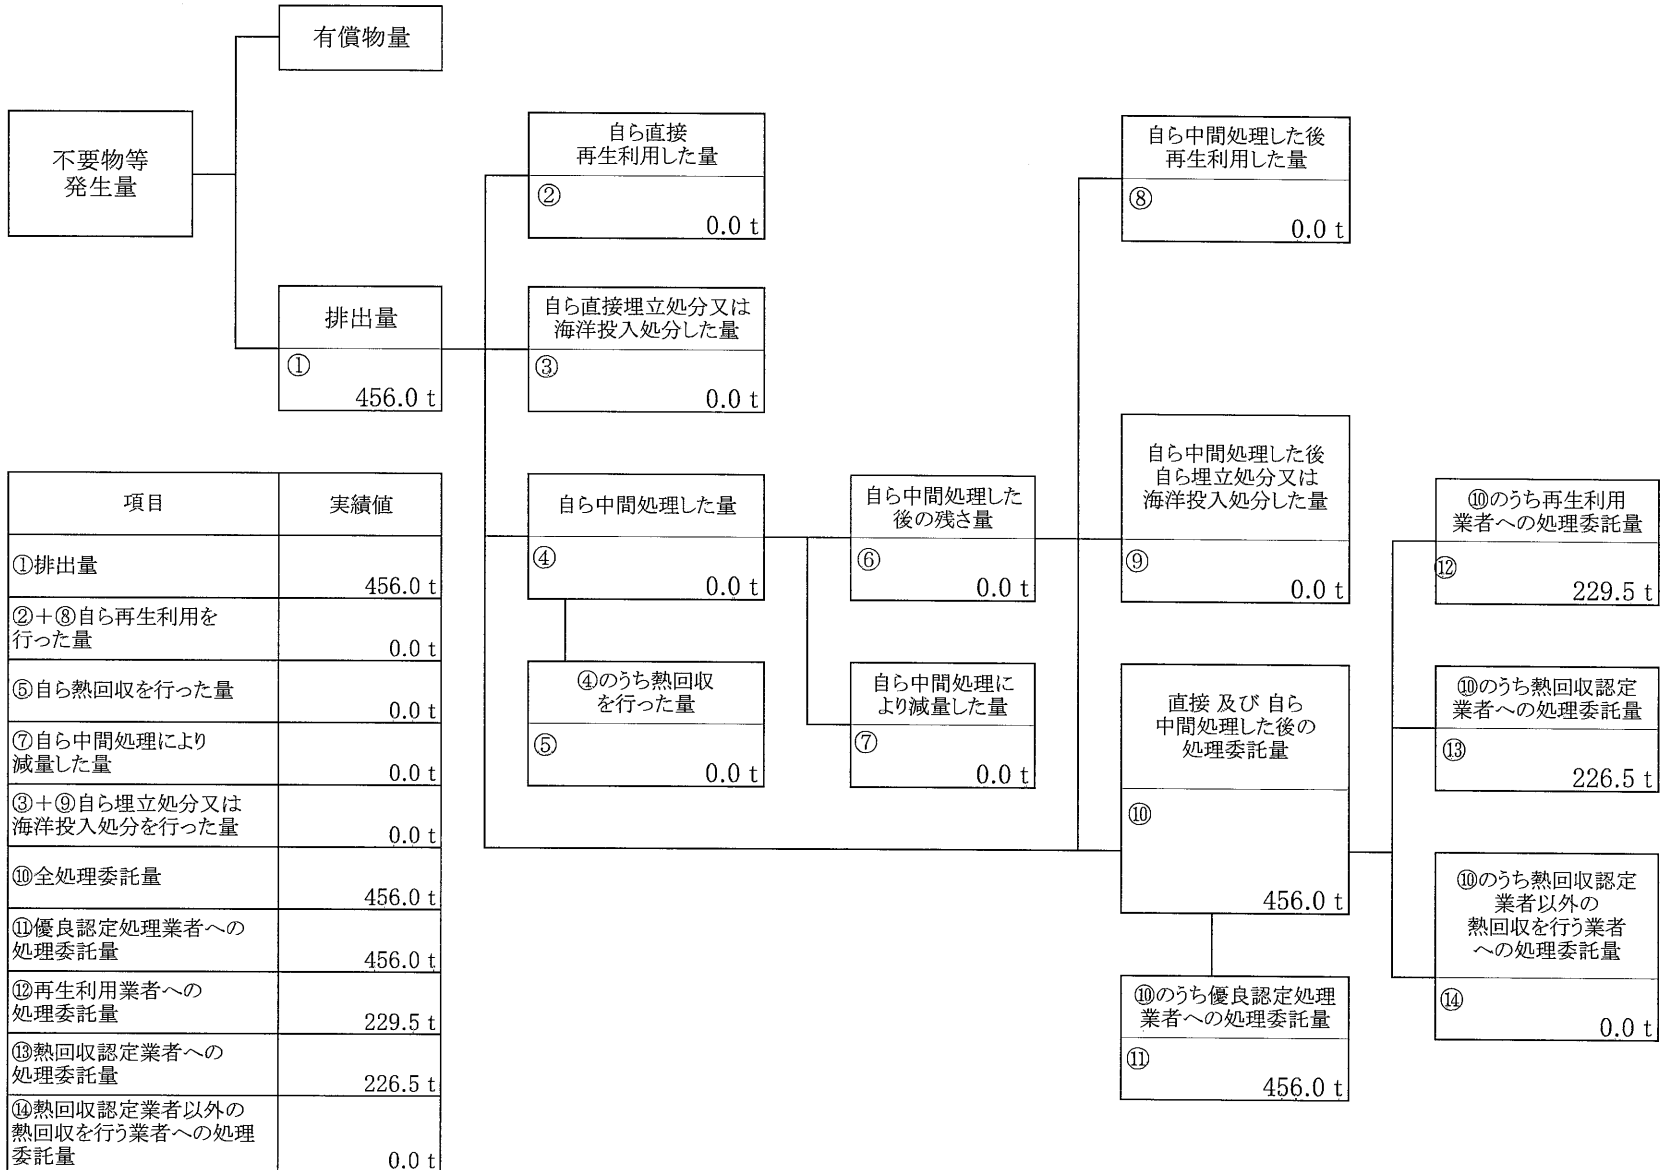 有償物量
不要物等
発生量
排出量
①
456.0 t
自ら直接
再生利用した量
②
0.0 t
自ら直接埋立処分又は
海洋投入処分した量
③
0.0 t
自ら中間処理した量
④
0.0 t
④のうち熱回収
を行った量
⑤
0.0 t
自ら中間処理した
後の残さ量
⑥
0.0 t
自ら中間処理に
より減量した量
⑦
0.0 t
自ら中間処理した後
再生利用した量
⑧
0.0 t
自ら中間処理した後
自ら埋立処分又は
海洋投入処分した量
⑨
0.0 t
直接 及び 自ら
中間処理した後の
処理委託量
⑩
456.0 t
⑩のうち優良認定処理
業者への処理委託量
⑪
456.0 t
⑩のうち再生利用
業者への処理委託量
⑫
229.5 t
⑩のうち熱回収認定
業者への処理委託量
⑬
226.5 t
⑩のうち熱回収認定
業者以外の
熱回収を行う業者
への処理委託量
⑭
0.0 t
項目 実績値
①排出量
456.0 t
②+⑧自ら再生利用を
行った量
0.0 t
⑤自ら熱回収を行った量
0.0 t
⑦自ら中間処理により
減量した量
0.0 t
③+⑨自ら埋立処分又は
海洋投入処分を行った量
0.0 t
⑩全処理委託量
456.0 t
⑪優良認定処理業者への
処理委託量
456.0 t
⑫再生利用業者への
処理委託量
229.5 t
⑬熱回収認定業者への
処理委託量
226.5 t
⑭熱回収認定業者以外の
熱回収を行う業者への処理
委託量
0.0 t